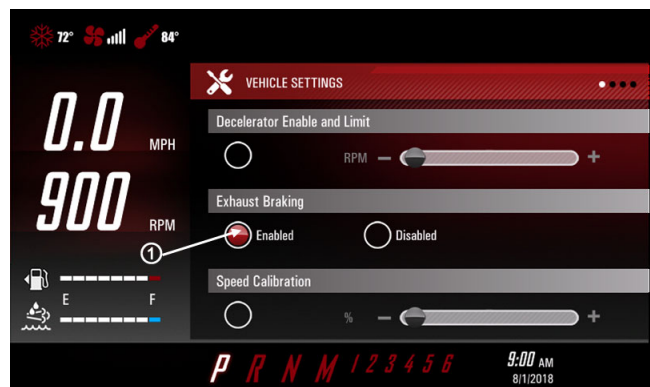 72° 84°
VEHICLE SETTINGS
0.0 MPH
900 RPM
Decelerator Enable and Limit
RPM − +
Exhaust Braking
1
Enabled Disabled
Speed Calibration
% − +
E F
P R N M 1 2 3 4 5 6
9:00 AM
8/1/2018